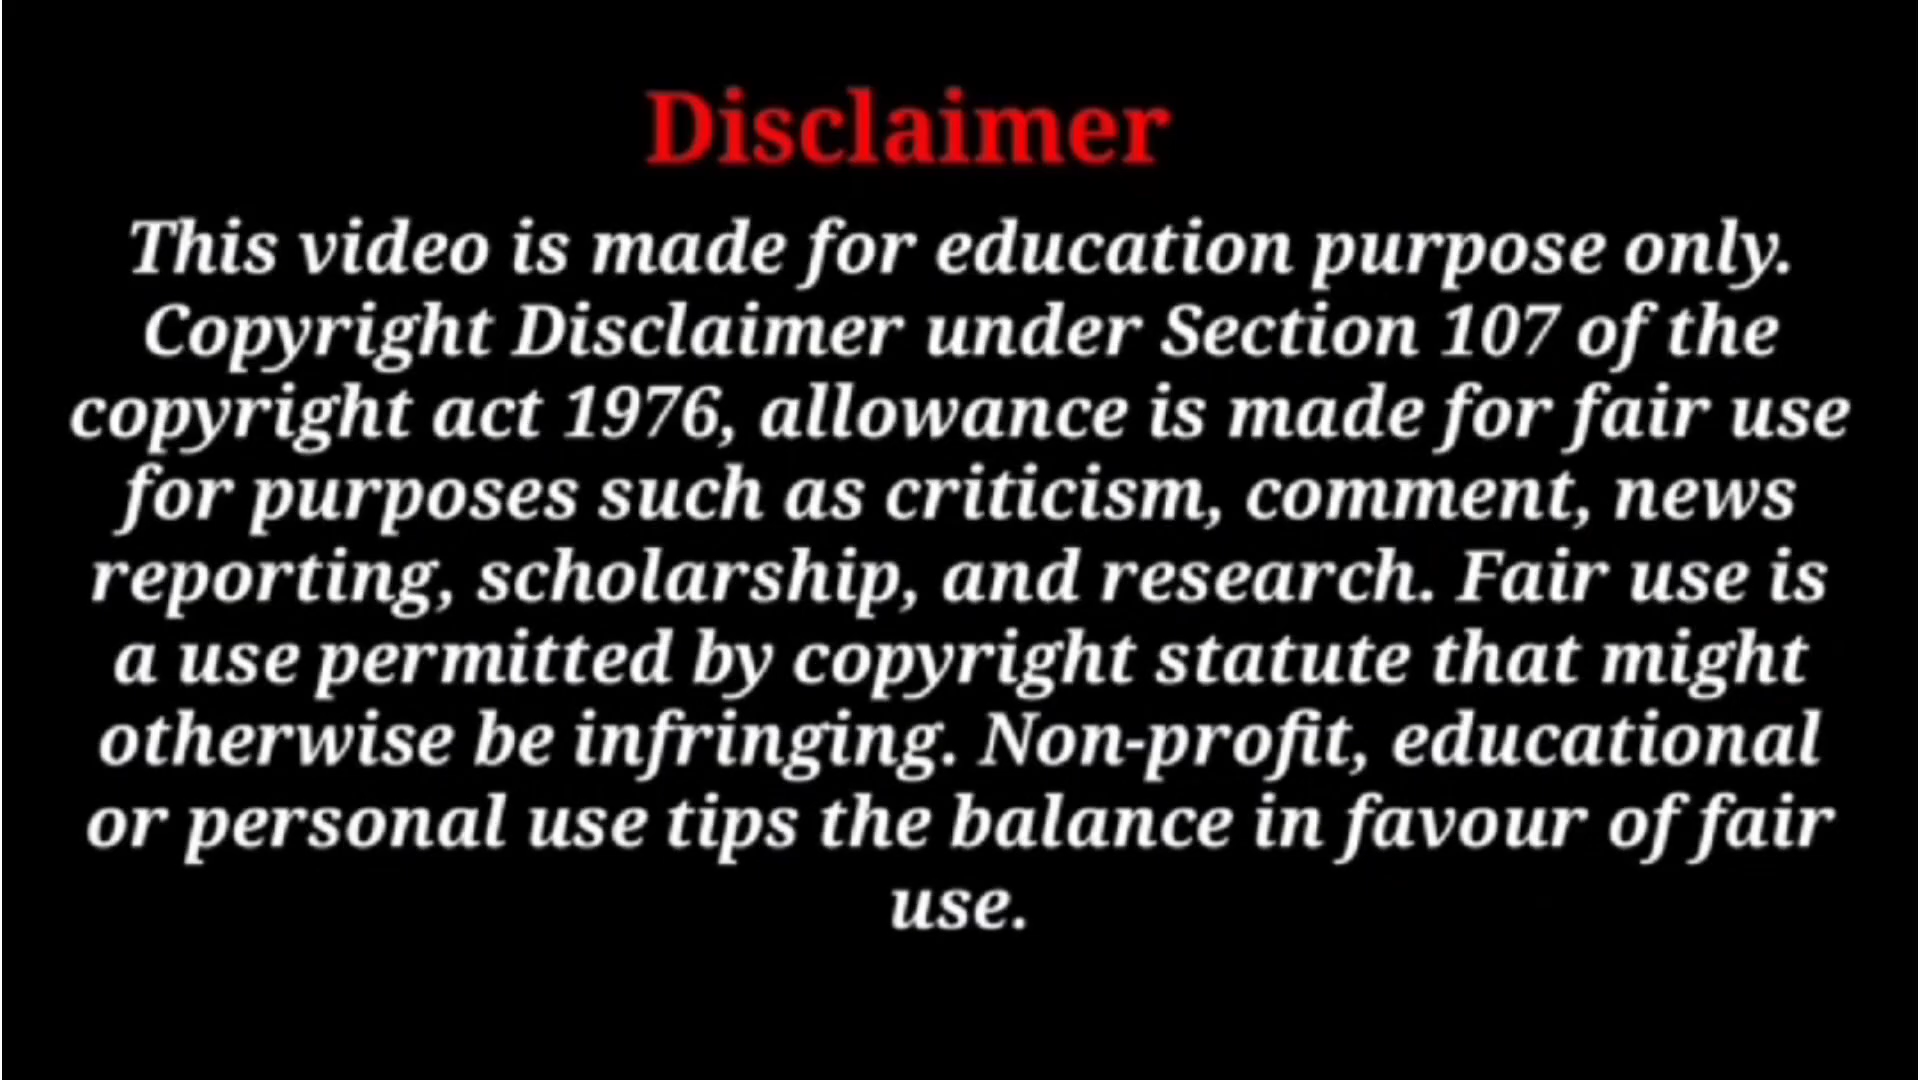 Disclaimer
This video is made for education purpose only.
Copyright Disclaimer under Section 107 of the
copyright act 1976, allowance is made for fair use
for purposes such as criticism, comment, news
reporting, scholarship, and research. Fair use is
a use permitted by copyright statute that might
otherwise be infringing. Non-profit, educational
or personal use tips the balance in favour of fair
use.